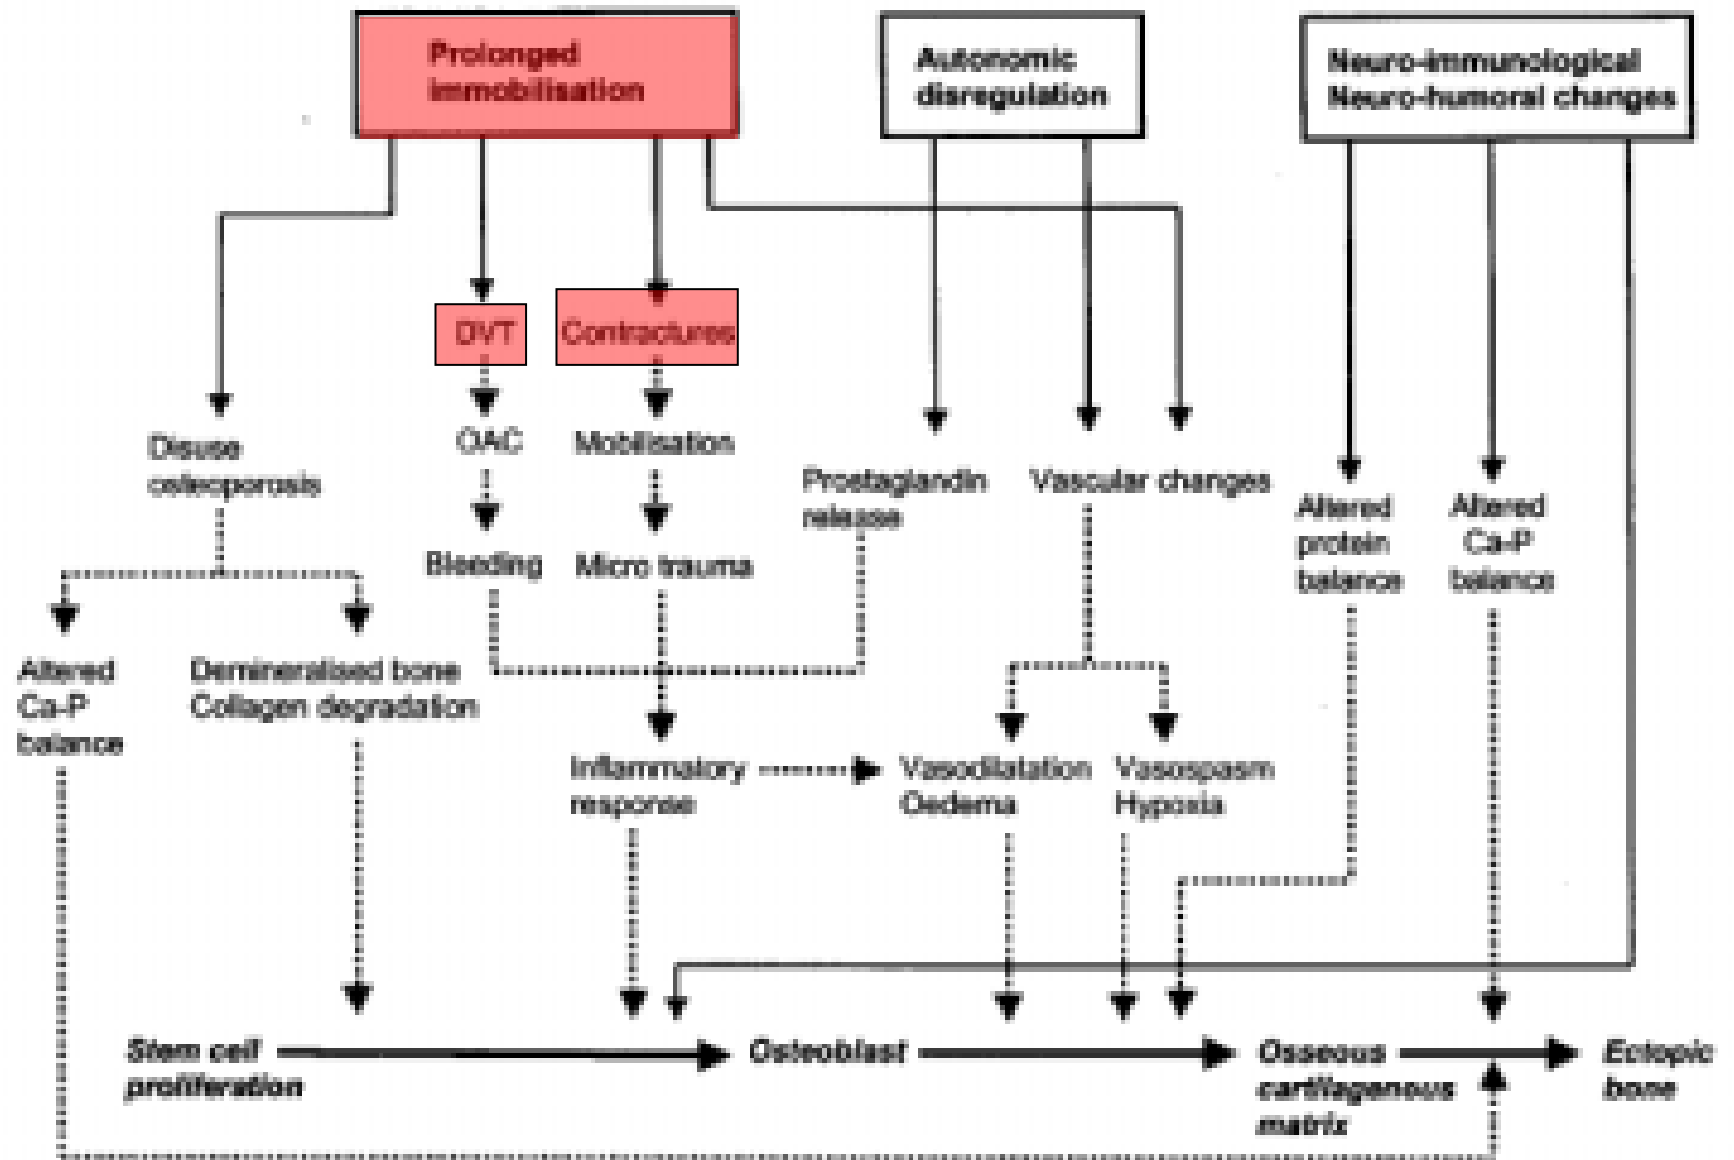 Prolonged
immobilisation
Autonomic
disregulation
Neuro-immunological
Neuro-humoral changes
DVT
Contractures
Disuse
osteoporosis
OAC
Mobilisation
Prostaglandin
release
Vascular changes
Altered
protein
balance
Altered
Ca-P
balance
Bleeding
Micro trauma
Altered
Ca-P
balance
Demineralised bone
Collagen degradation
Inflammatory
response
Vasodilatation
Oedema
Vasospasm
Hypoxia
Stem cell
proliferation
Osteoblast
Osseous
cartilagenous
matrix
Ectopic
bone